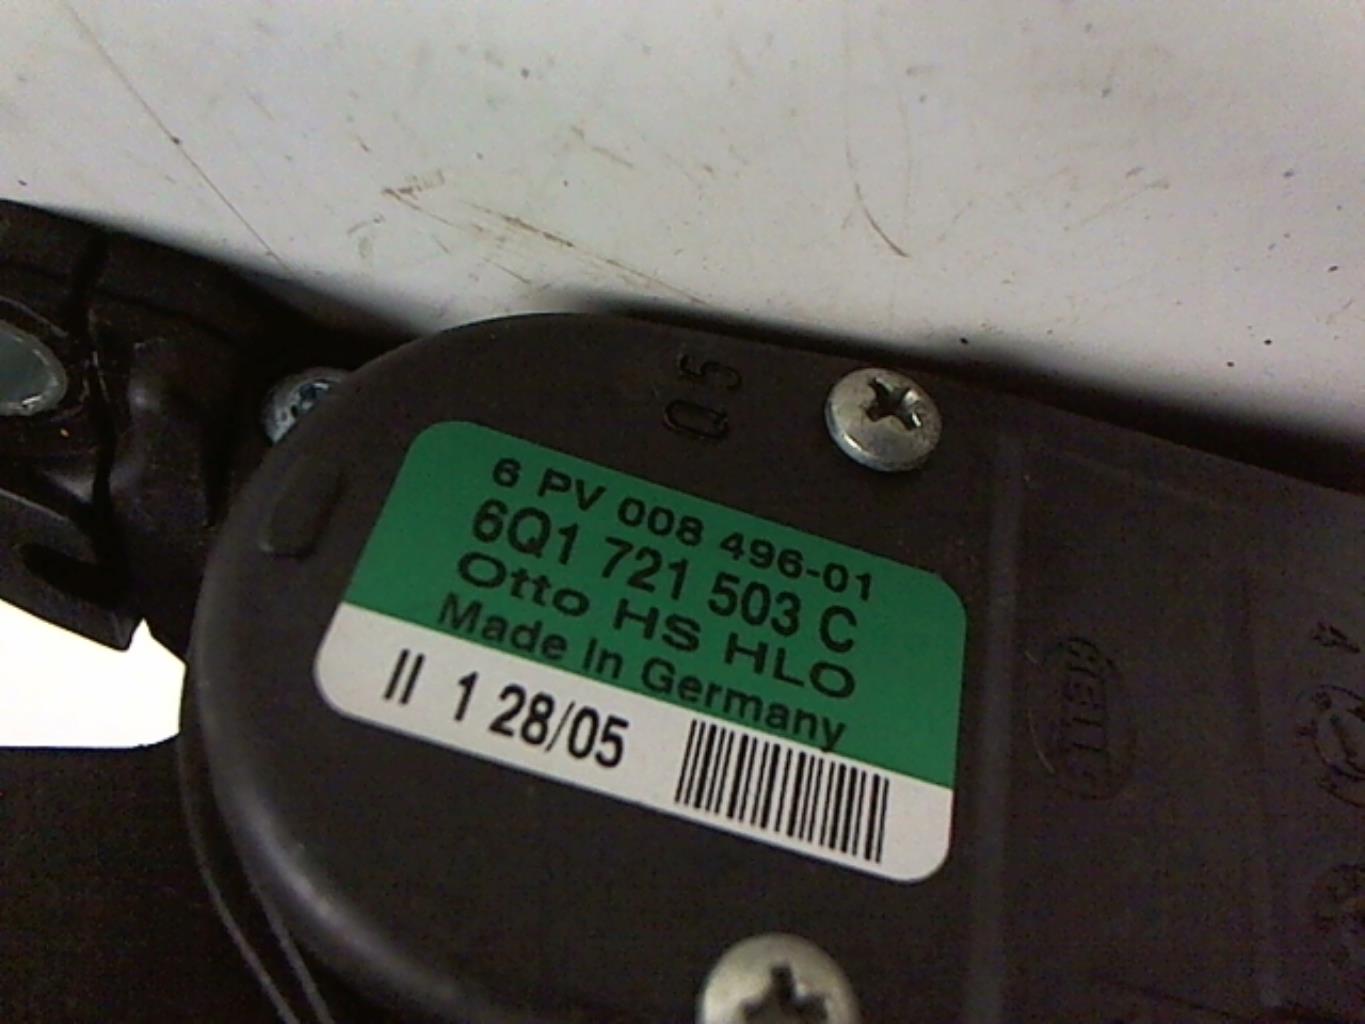 Q5
6 PV 008 496-01
6Q1 721 503 C
Otto HS HLO
Made In Germany
II 1 28/05
HELLA